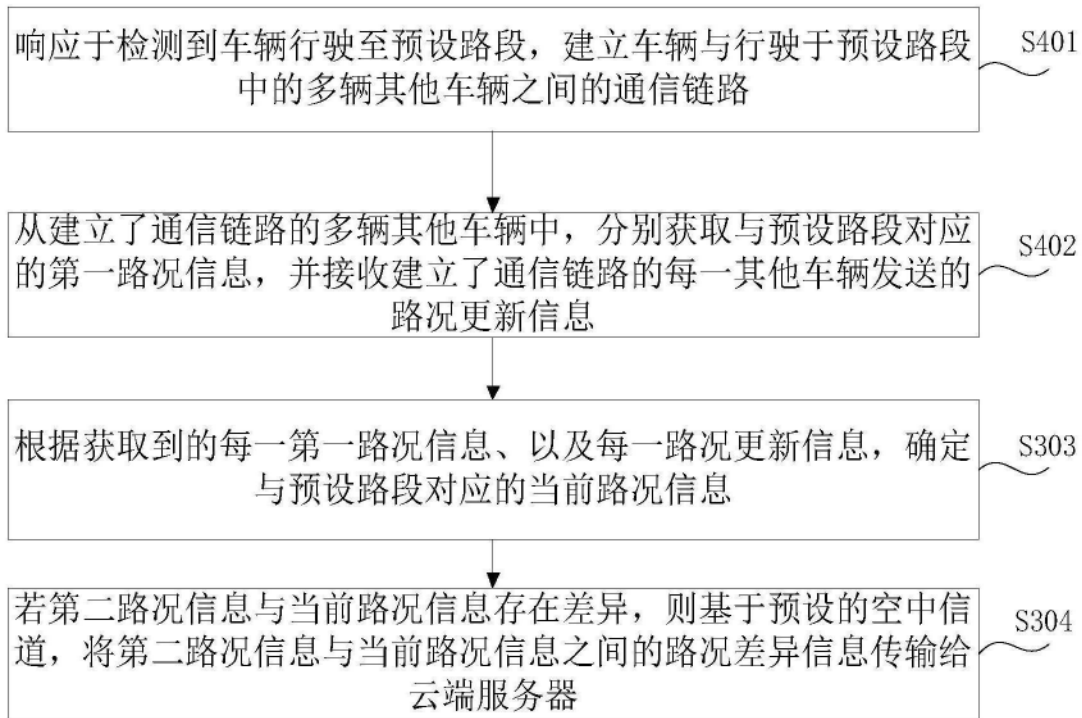 响应于检测到车辆行驶至预设路段，建立车辆与行驶于预设路段
中的多辆其他车辆之间的通信链路
S401
从建立了通信链路的多辆其他车辆中，分别获取与预设路段对应
的第一路况信息，并接收建立了通信链路的每一其他车辆发送的
路况更新信息
S402
根据获取到的每一第一路况信息、以及每一路况更新信息，确定
与预设路段对应的当前路况信息
S303
若第二路况信息与当前路况信息存在差异，则基于预设的空中信
道，将第二路况信息与当前路况信息之间的路况差异信息传输给
云端服务器
S304